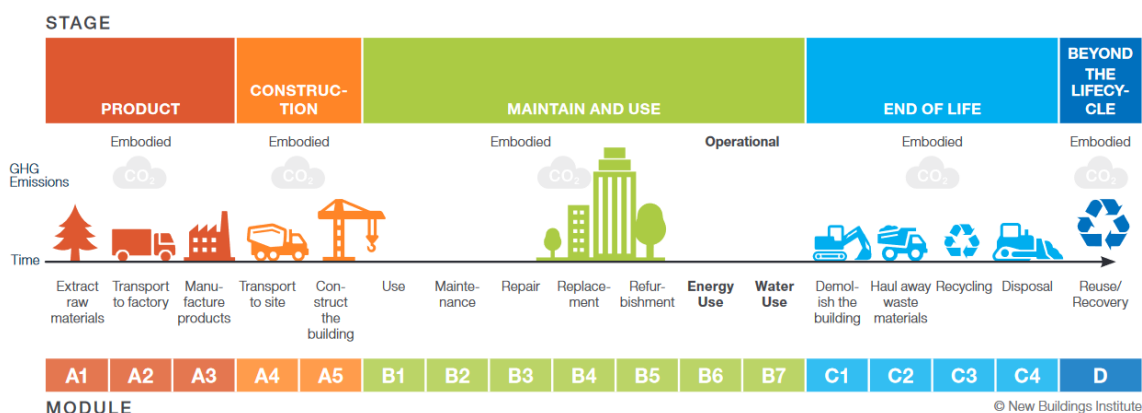 STAGE
PRODUCT
CONSTRUC-
TION
MAINTAIN AND USE
END OF LIFE
BEYOND
THE
LIFECY-
CLE
Embodied
Embodied
Embodied
Operational
Embodied
Embodied
GHG
Emissions
CO2
CO2
CO2
CO2
CO2
Time
Extract
raw
materials
Transport
to factory
Manu-
facture
products
Transport
to site
Con-
struct
the
building
Use
Mainte-
nance
Repair
Replace-
ment
Refur-
bishment
Energy
Use
Water
Use
Demol-
ish the
building
Haul away
waste
materials
Recycling
Disposal
Reuse/
Recovery
A1 A2 A3 A4 A5 B1 B2 B3 B4 B5 B6 B7 C1 C2 C3 C4 D
MODULE
© New Buildings Institute